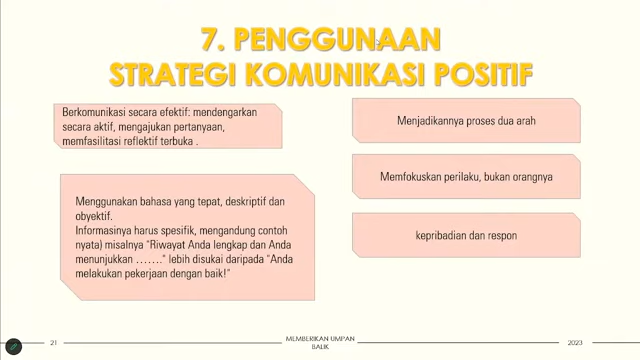 7. PENGGUNAAN
STRATEGI KOMUNIKASI POSITIF
Berkomunikasi secara efektif: mendengarkan
secara aktif, mengajukan pertanyaan,
memfasilitasi reflektif terbuka .
Menggunakan bahasa yang tepat, deskriptif dan
obyektif.
Informasinya harus spesifik, mengandung contoh
nyata) misalnya "Riwayat Anda lengkap dan Anda
menunjukkan ……." lebih disukai daripada "Anda
melakukan pekerjaan dengan baik!"
Menjadikannya proses dua arah
Memfokuskan perilaku, bukan orangnya
kepribadian dan respon
21
MEMBERIKAN UMPAN
BALIK
2023